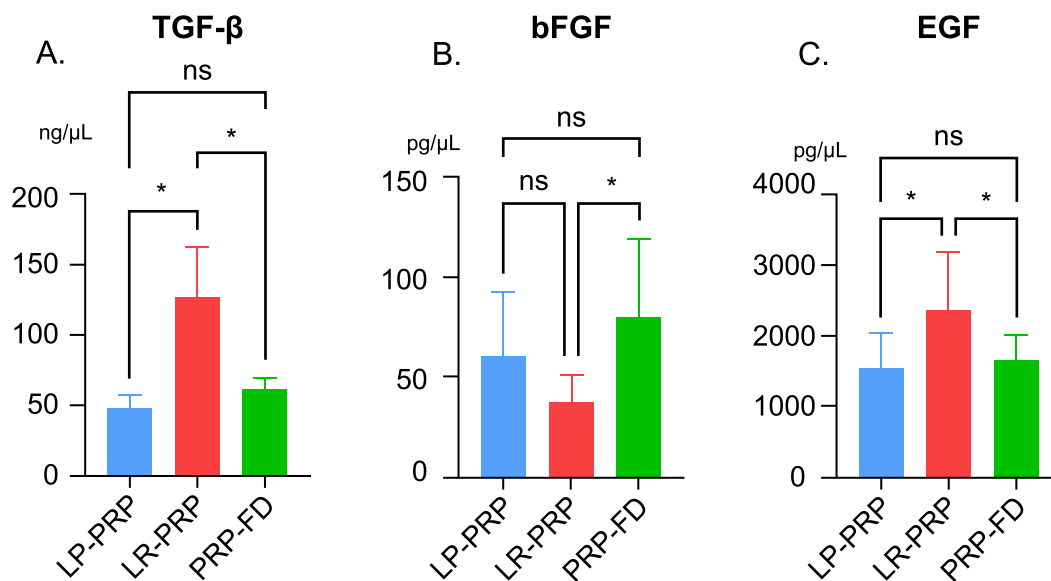 TGF-β
A.
ns
ng/µL
*
*
200
150
100
50
0
LP-PRP
LR-PRP
PRP-FD
bFGF
B.
ns
pg/µL
ns
*
150
100
50
0
LP-PRP
LR-PRP
PRP-FD
EGF
C.
ns
pg/µL
*
*
4000
3000
2000
1000
0
LP-PRP
LR-PRP
PRP-FD